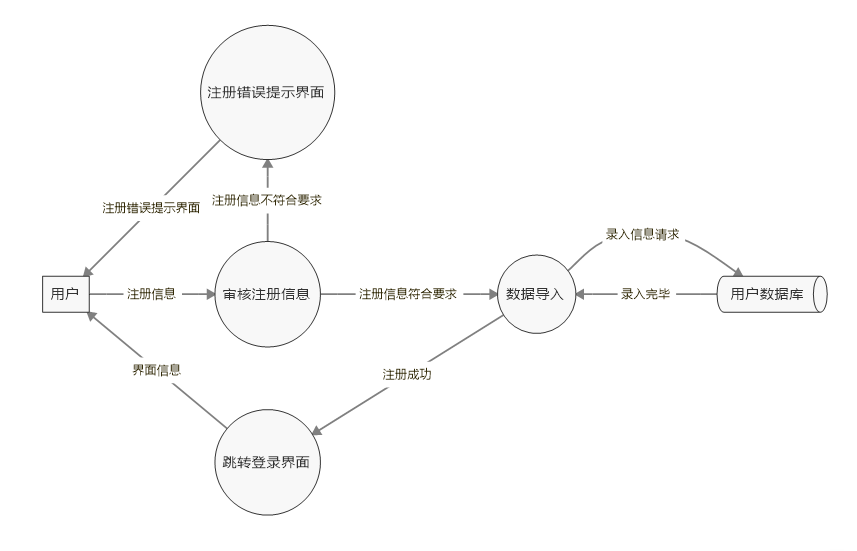 注册错误提示界面
注册信息不符合要求
注册错误提示界面
录入信息请求
用户
注册信息
审核注册信息
注册信息符合要求
数据导入
录入完毕
用户数据库
界面信息
注册成功
跳转登录界面